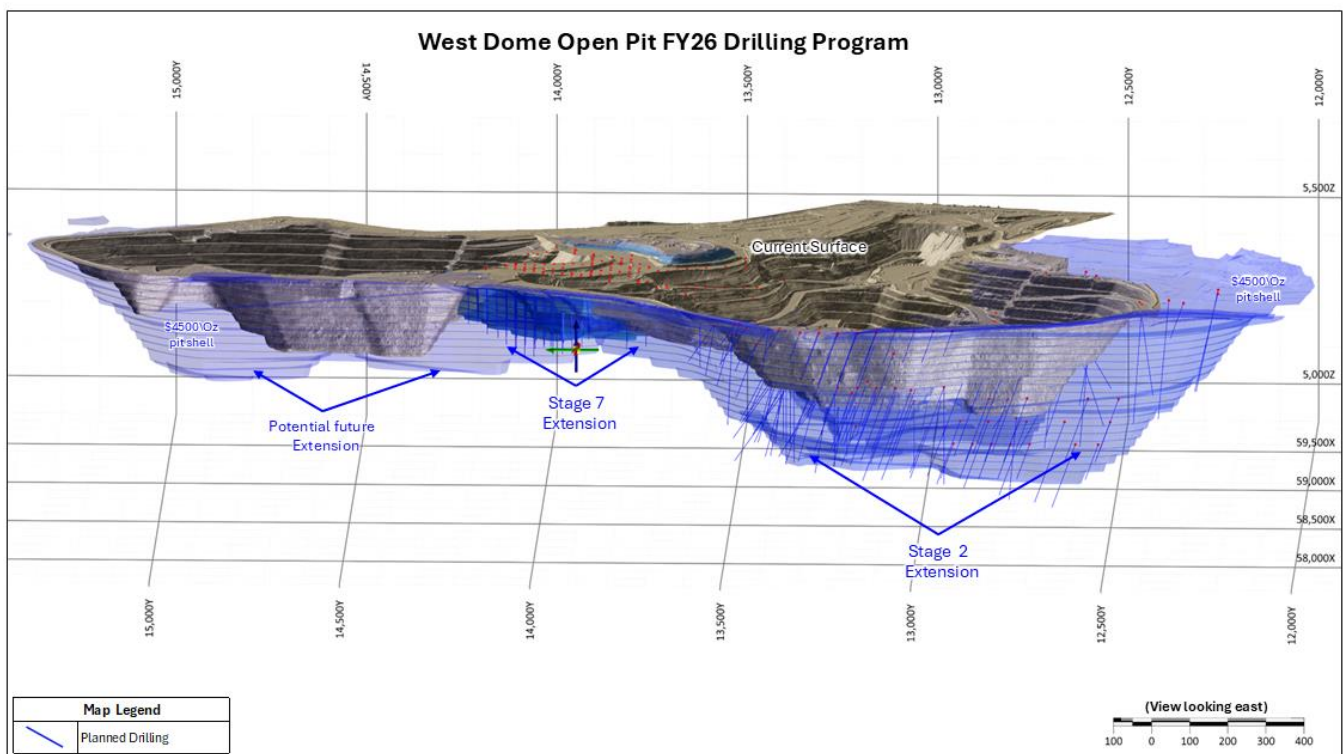 West Dome Open Pit FY26 Drilling Program
15,000Y
14,500Y
14,000Y
13,500Y
13,000Y
12,500Y
12,000Y
5,500Z
Current Surface
$4500\Oz
pit shell
$4500\Oz
pit shell
5,000Z
Stage 7
Extension
Potential future
Extension
59,500X
59,000X
58,500X
58,000X
Stage 2
Extension
15,000Y
14,500Y
14,000Y
13,500Y
13,000Y
12,500Y
12,000Y
Map Legend
Planned Drilling
(View looking east)
100 0 100 200 300 400